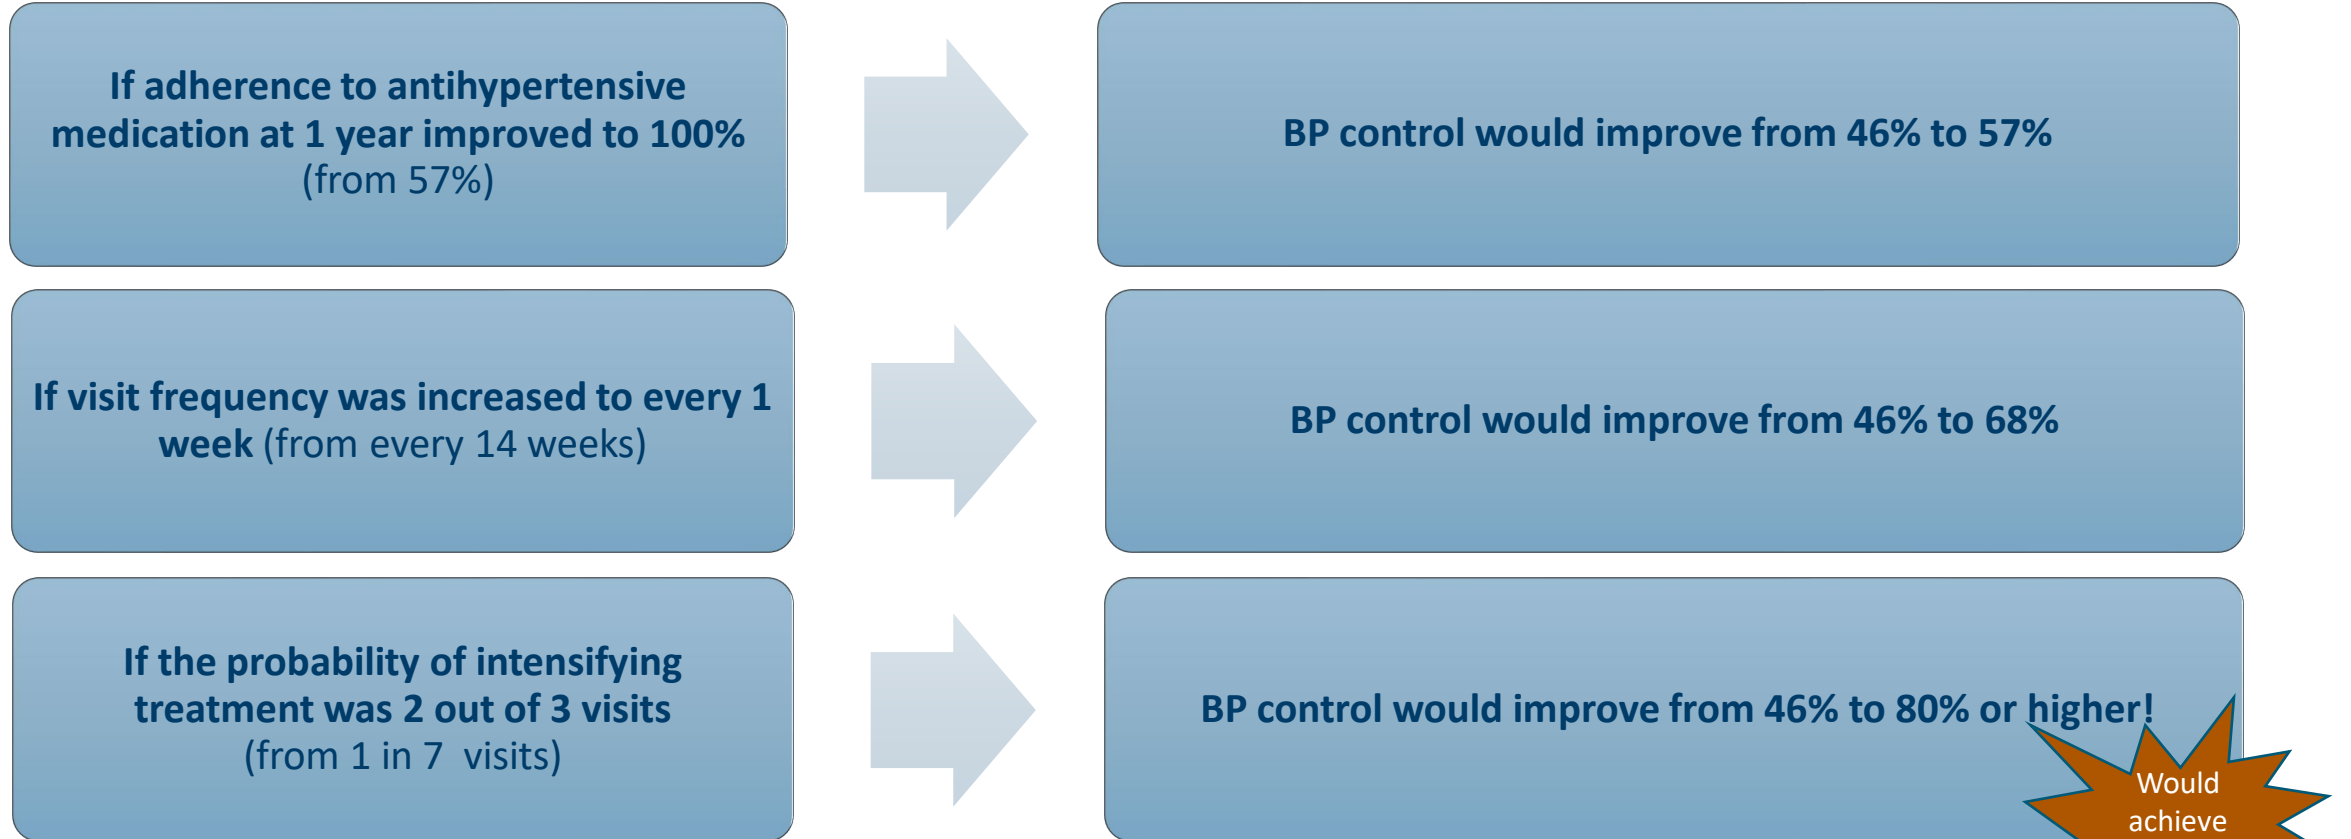 If adherence to antihypertensive
medication at 1 year improved to 100%
(from 57%)
BP control would improve from 46% to 57%
If visit frequency was increased to every 1
week (from every 14 weeks)
BP control would improve from 46% to 68%
If the probability of intensifying
treatment was 2 out of 3 visits
(from 1 in 7 visits)
BP control would improve from 46% to 80% or higher!
Would
achieve